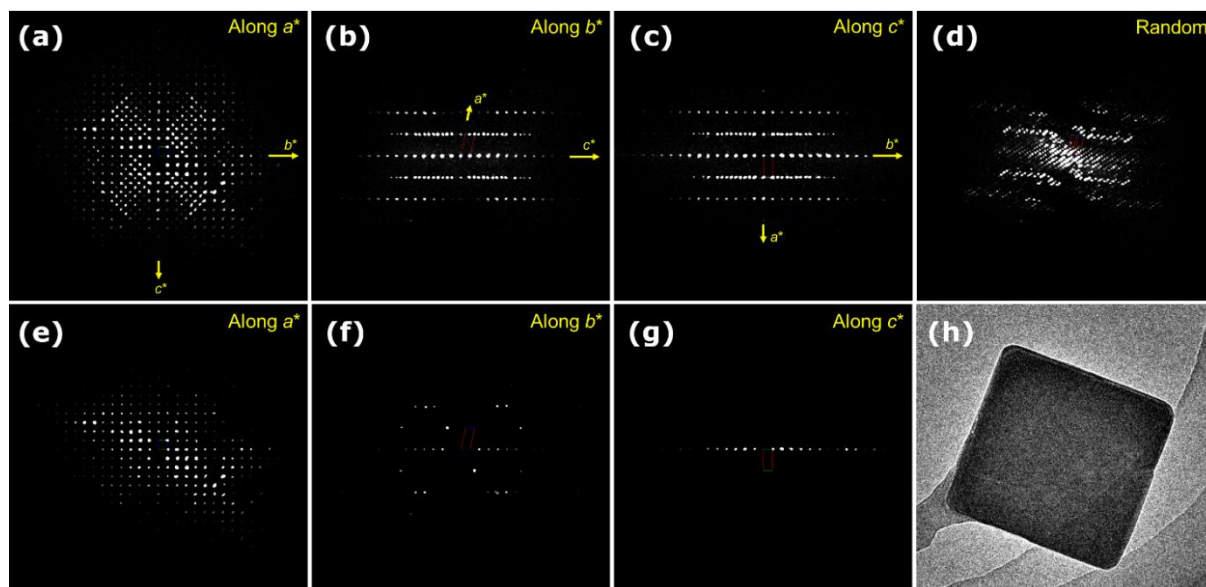 (a) Along a*
b*
c*
(b) Along b*
a*
c*
(c) Along c*
b*
a*
(d) Random
(e) Along a*
(f) Along b*
(g) Along c*
(h)